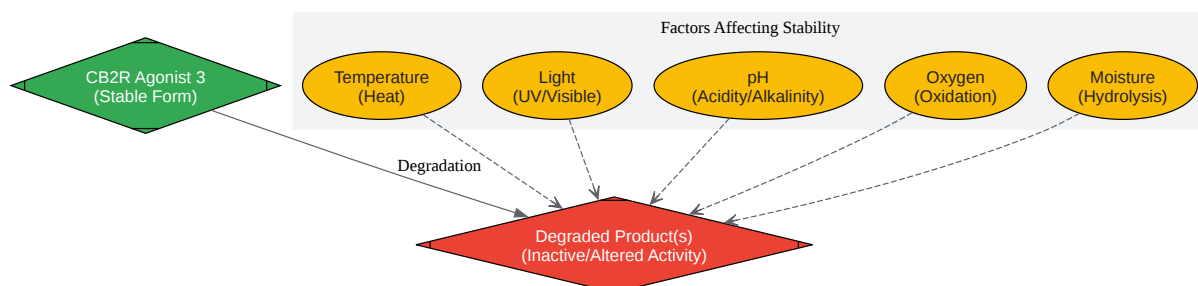 Factors Affecting Stability
CB2R Agonist 3
(Stable Form)
Temperature
(Heat)
Light
(UV/Visible)
pH
(Acidity/Alkalinity)
Oxygen
(Oxidation)
Moisture
(Hydrolysis)
Degradation
Degraded Product(s)
(Inactive/Altered Activity)